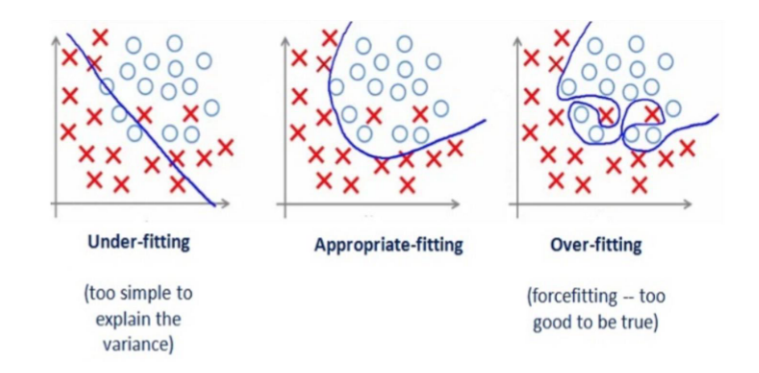 Under-fitting
Appropriate-fitting
Over-fitting
(too simple to
explain the
variance)
(forcefitting -- too
good to be true)